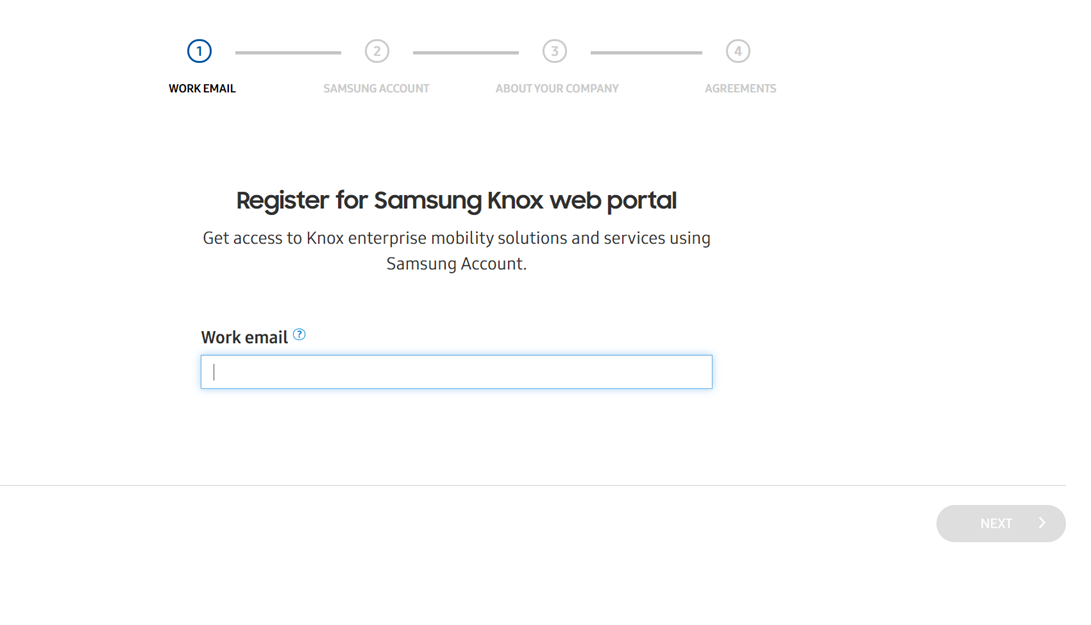 1 2 3 4
WORK EMAIL SAMSUNG ACCOUNT ABOUT YOUR COMPANY AGREEMENTS
Register for Samsung Knox web portal
Get access to Knox enterprise mobility solutions and services using
Samsung Account.
Work email ?
NEXT